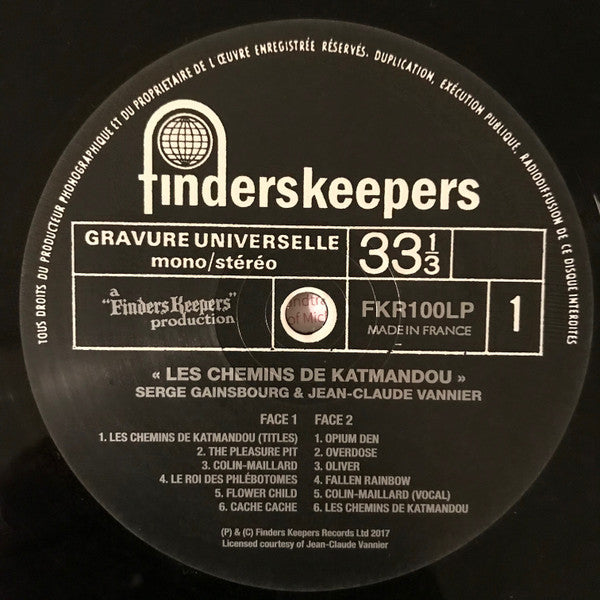 TOUS DROITS DU PRODUCTEUR PHONOGRAPHIQUE ET DU PROPRIETAIRE DE L ŒUVRE ENREGISTRÉE RÉSERVÉS. DUPLICATION, EXÉCUTION PUBLIQUE, RADIODIFFUSION DE CE DISQUE INTERDITES
finderskeepers
GRAVURE UNIVERSELLE
mono/stéréo
33 1/3
a
"Finders Keepers"
production
FKR100LP
MADE IN FRANCE
1
« LES CHEMINS DE KATMANDOU »
SERGE GAINSBOURG & JEAN-CLAUDE VANNIER
FACE 1
1. LES CHEMINS DE KATMANDOU (TITLES)
2. THE PLEASURE PIT
3. COLIN-MAILLARD
4. LE ROI DES PHLÉBOTOMES
5. FLOWER CHILD
6. CACHE CACHE
FACE 2
1. OPIUM DEN
2. OVERDOSE
3. OLIVER
4. FALLEN RAINBOW
5. COLIN-MAILLARD (VOCAL)
6. LES CHEMINS DE KATMANDOU
(P) & (C) Finders Keepers Records Ltd 2017
Licensed courtesy of Jean-Claude Vannier